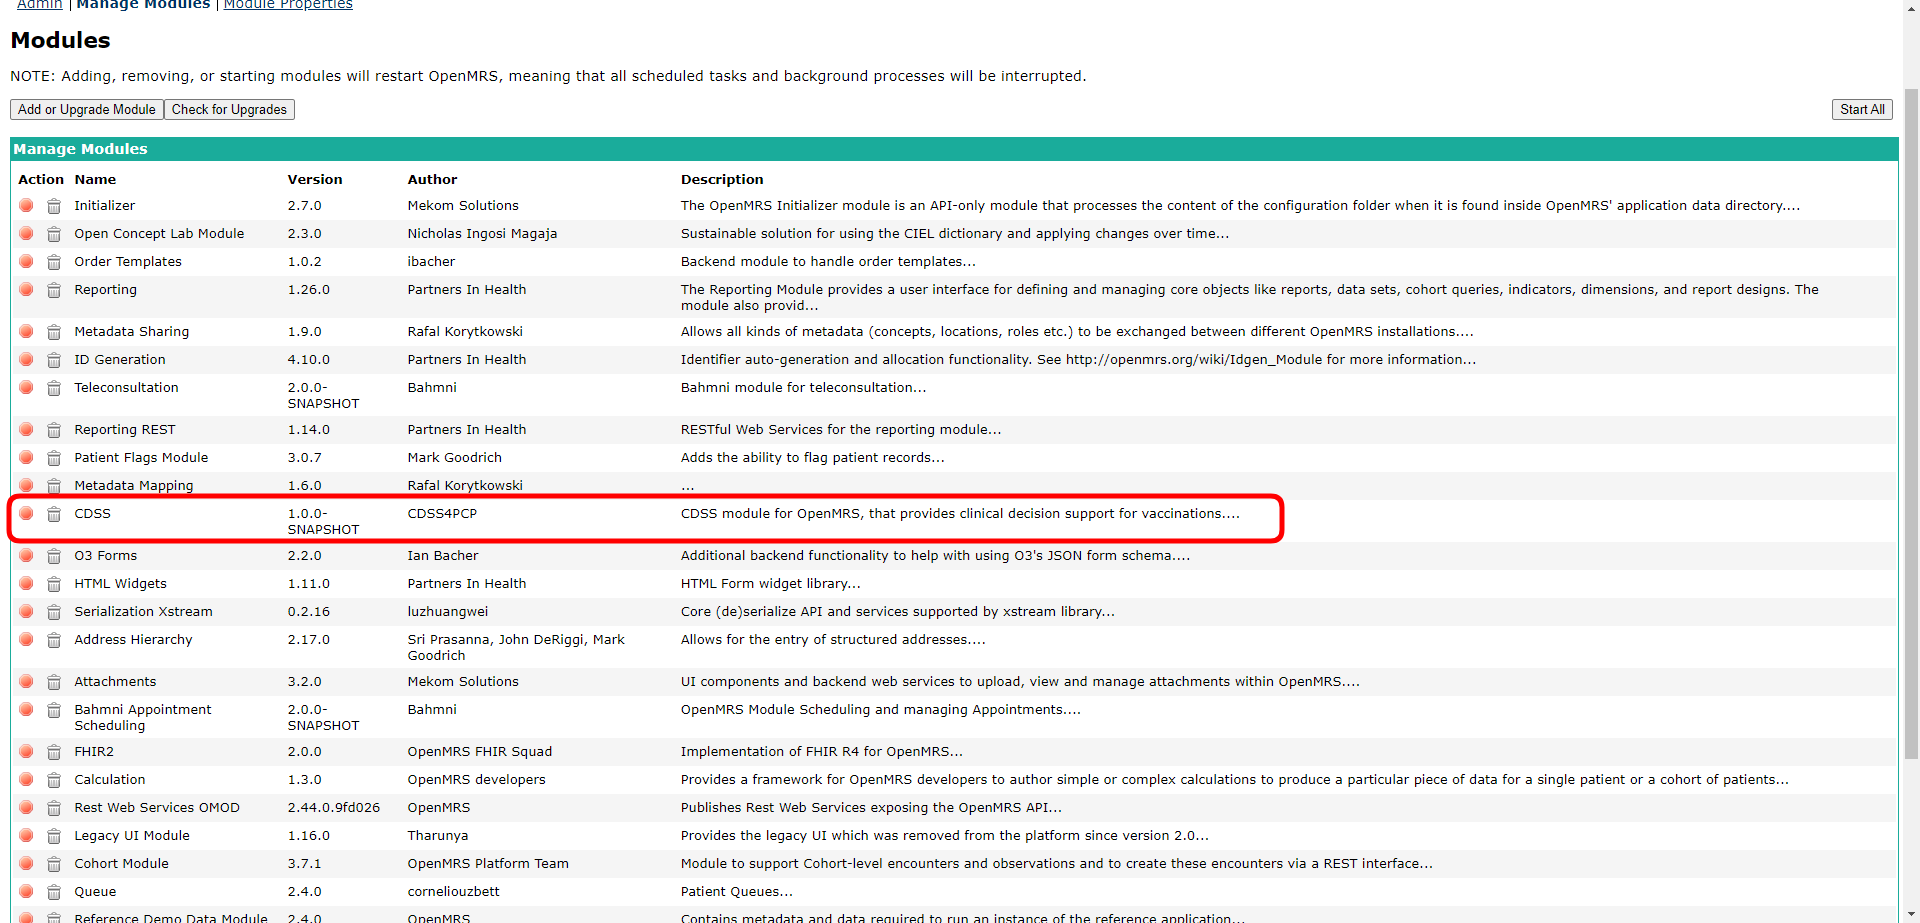 Admin | Manage Modules | Module Properties
Modules
NOTE: Adding, removing, or starting modules will restart OpenMRS, meaning that all scheduled tasks and background processes will be interrupted.
Add or Upgrade Module Check for Upgrades Start All
Manage Modules
Action Name Version Author Description
Initializer 2.7.0 Mekom Solutions The OpenMRS Initializer module is an API-only module that processes the content of the configuration folder when it is found inside OpenMRS' application data directory....
Open Concept Lab Module 2.3.0 Nicholas Ingosi Magaja Sustainable solution for using the CIEL dictionary and applying changes over time...
Order Templates 1.0.2 ibacher Backend module to handle order templates...
Reporting 1.26.0 Partners In Health The Reporting Module provides a user interface for defining and managing core objects like reports, data sets, cohort queries, indicators, dimensions, and report designs. The
module also provid...
Metadata Sharing 1.9.0 Rafal Korytkowski Allows all kinds of metadata (concepts, locations, roles etc.) to be exchanged between different OpenMRS installations....
ID Generation 4.10.0 Partners In Health Identifier auto-generation and allocation functionality. See http://openmrs.org/wiki/Idgen_Module for more information...
Teleconsultation 2.0.0- Bahmni Bahmni module for teleconsultation...
SNAPSHOT
Reporting REST 1.14.0 Partners In Health RESTful Web Services for the reporting module...
Patient Flags Module 3.0.7 Mark Goodrich Adds the ability to flag patient records...
Metadata Mapping 1.6.0 Rafal Korytkowski ...
CDSS 1.0.0- CDSS4PCP CDSS module for OpenMRS, that provides clinical decision support for vaccinations....
SNAPSHOT
O3 Forms 2.2.0 Ian Bacher Additional backend functionality to help with using O3's JSON form schema....
HTML Widgets 1.11.0 Partners In Health HTML Form widget library...
Serialization Xstream 0.2.16 luzhuangwei Core (de)serialize API and services supported by xstream library...
Address Hierarchy 2.17.0 Sri Prasanna, John DeRiggi, Mark Allows for the entry of structured addresses....
Goodrich
Attachments 3.2.0 Mekom Solutions UI components and backend web services to upload, view and manage attachments within OpenMRS....
Bahmni Appointment 2.0.0- Bahmni OpenMRS Module Scheduling and managing Appointments....
Scheduling SNAPSHOT
FHIR2 2.0.0 OpenMRS FHIR Squad Implementation of FHIR R4 for OpenMRS...
Calculation 1.3.0 OpenMRS developers Provides a framework for OpenMRS developers to author simple or complex calculations to produce a particular piece of data for a single patient or a cohort of patients...
Rest Web Services OMOD 2.44.0.9fd026 OpenMRS Publishes Rest Web Services exposing the OpenMRS API...
Legacy UI Module 1.16.0 Tharunya Provides the legacy UI which was removed from the platform since version 2.0...
Cohort Module 3.7.1 OpenMRS Platform Team Module to support Cohort-level encounters and observations and to create these encounters via a REST interface...
Queue 2.4.0 corneliouzbett Patient Queues...
Reference Demo Data Module 2.4.0 OpenMRS Contains metadata and data required to run an instance of the reference application...